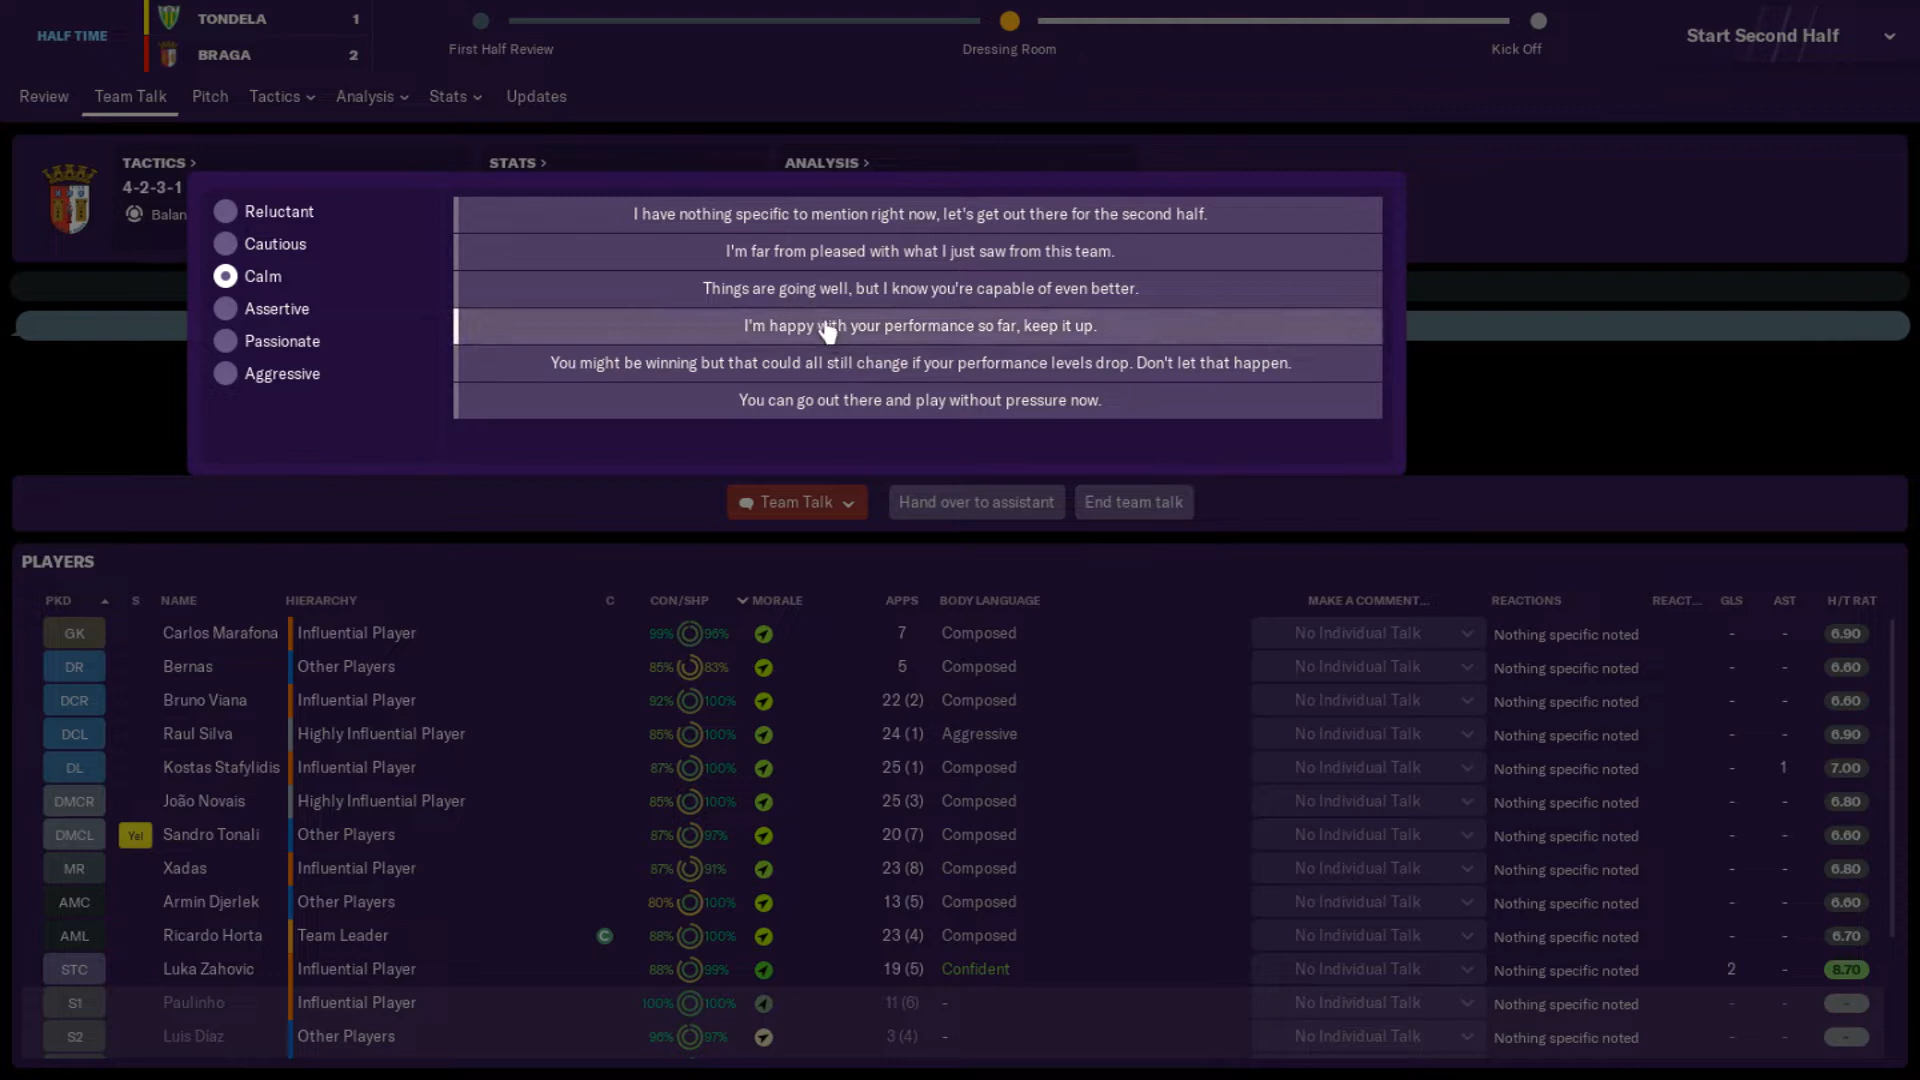 HALF TIME
TONDELA 1
BRAGA 2
First Half Review
Dressing Room
Kick Off
Start Second Half
Review Team Talk Pitch Tactics Analysis Stats Updates
TACTICS >
4-2-3-1
Balan
STATS >
ANALYSIS >
Reluctant
Cautious
Calm
Assertive
Passionate
Aggressive
I have nothing specific to mention right now, let's get out there for the second half.
I'm far from pleased with what I just saw from this team.
Things are going well, but I know you're capable of even better.
I'm happy with your performance so far, keep it up.
You might be winning but that could all still change if your performance levels drop. Don't let that happen.
You can go out there and play without pressure now.
Team Talk Hand over to assistant End team talk
PLAYERS
PKD S NAME HIERARCHY C CON/SHP MORALE APPS BODY LANGUAGE MAKE A COMMENT... REACTIONS REACT... GLS AST H/T RAT
GK Carlos Marafona Influential Player 99% 96% 7 Composed No Individual Talk Nothing specific noted - - 6.90
DR Bernas Other Players 85% 83% 5 Composed No Individual Talk Nothing specific noted - - 6.60
DCR Bruno Viana Influential Player 92% 100% 22 (2) Composed No Individual Talk Nothing specific noted - - 6.60
DCL Raul Silva Highly Influential Player 85% 100% 24 (1) Aggressive No Individual Talk Nothing specific noted - - 6.90
DL Kostas Stafylidis Influential Player 87% 100% 25 (1) Composed No Individual Talk Nothing specific noted - 1 7.00
DMCR João Novais Highly Influential Player 85% 100% 25 (3) Composed No Individual Talk Nothing specific noted - - 6.80
DMCL Yel Sandro Tonali Other Players 87% 97% 20 (7) Composed No Individual Talk Nothing specific noted - - 6.60
MR Xadas Influential Player 87% 91% 23 (8) Composed No Individual Talk Nothing specific noted - - 6.80
AMC Armin Djerlek Other Players 80% 100% 13 (5) Composed No Individual Talk Nothing specific noted - - 6.60
AML Ricardo Horta Team Leader C 88% 100% 23 (4) Composed No Individual Talk Nothing specific noted - - 6.70
STC Luka Zahovic Influential Player 88% 99% 19 (5) Confident No Individual Talk Nothing specific noted 2 - 8.70
S1 Paulinho Influential Player 100% 100% 11 (6) - No Individual Talk Nothing specific noted - - -
S2 Luis Díaz Other Players 96% 97% 3 (4) - No Individual Talk Nothing specific noted - - -